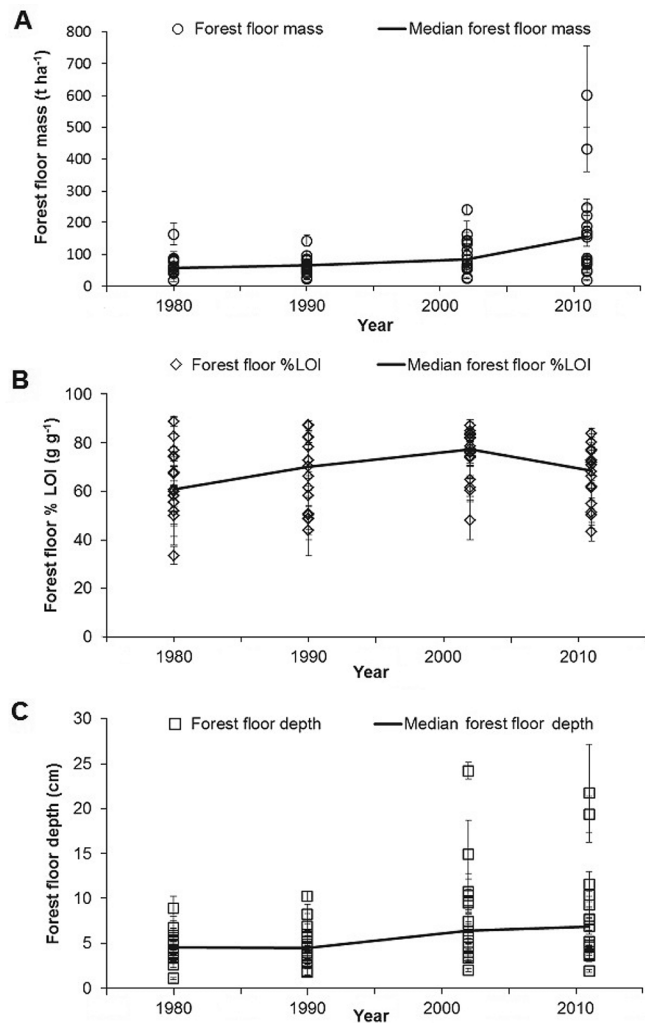 A
Forest floor mass
Median forest floor mass
Forest floor mass (t ha⁻¹)
800
700
600
500
400
300
200
100
0
1980
1990
2000
2010
Year
B
Forest floor %LOI
Median forest floor %LOI
Forest floor % LOI (g g⁻¹)
100
80
60
40
20
0
1980
1990
2000
2010
Year
C
Forest floor depth
Median forest floor depth
Forest floor depth (cm)
30
25
20
15
10
5
0
1980
1990
2000
2010
Year